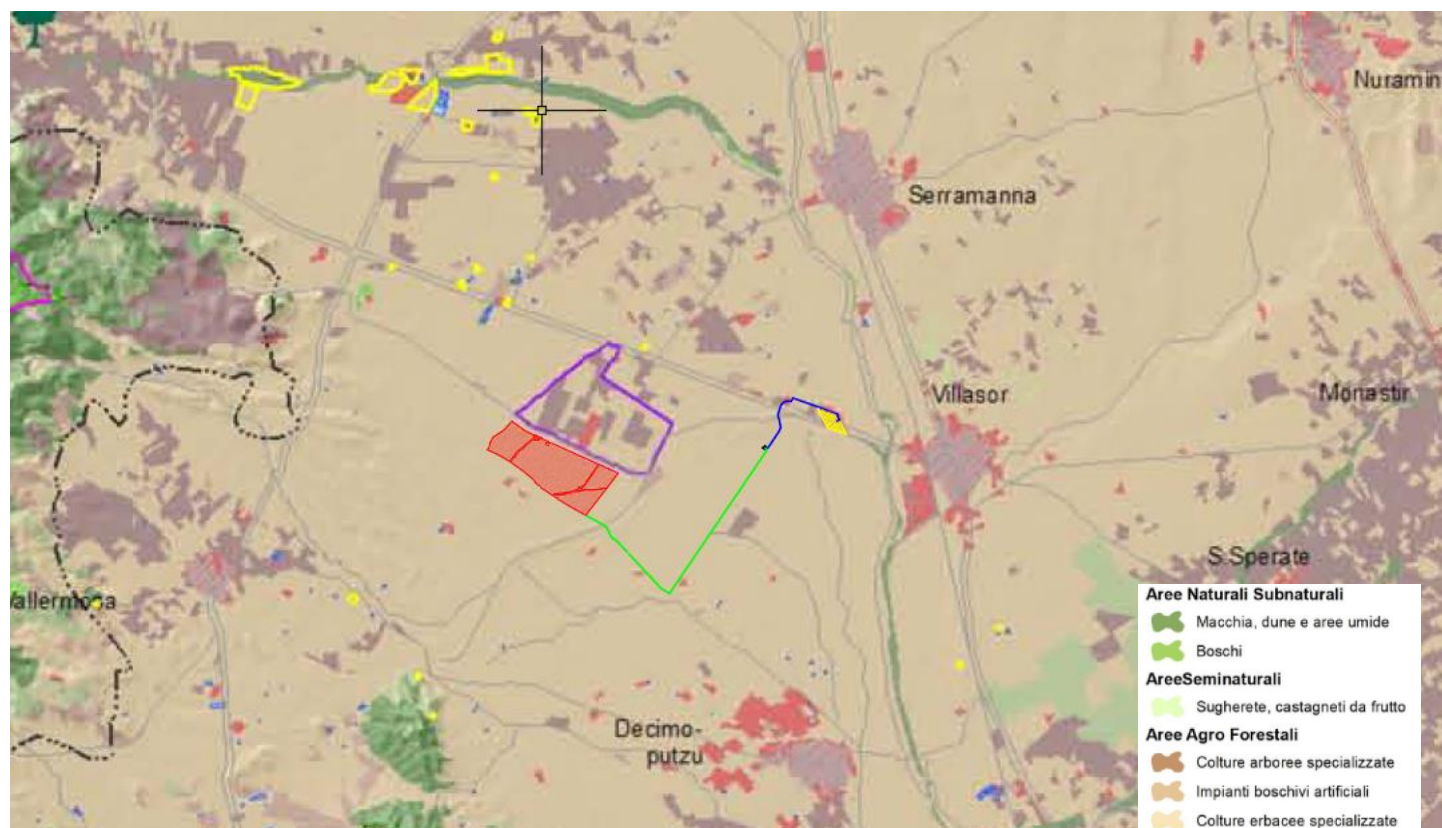 Nuramin
Serramanna
Villasor
Monastir
S.Sperate
allermosa
Decimo-
putzu
Aree Naturali Subnaturali
Macchia, dune e aree umide
Boschi
AreeSeminaturali
Sugherete, castagneti da frutto
Aree Agro Forestali
Colture arboree specializzate
Impianti boschivi artificiali
Colture erbacee specializzate